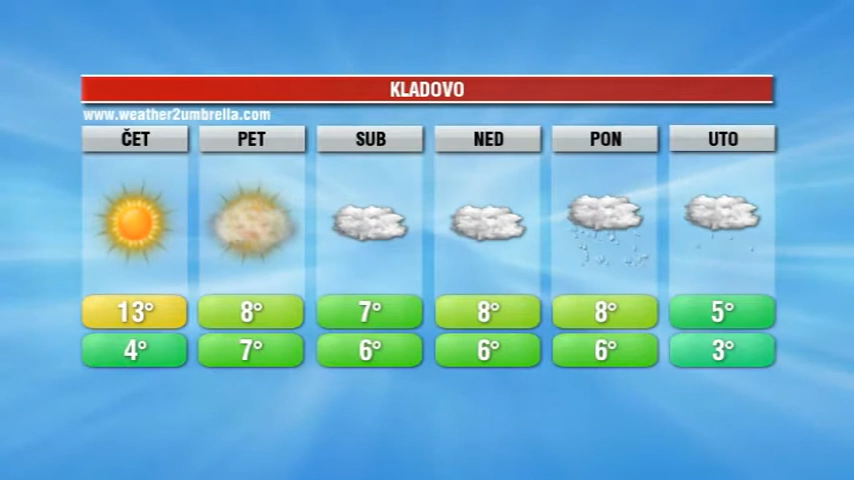 KLADOVO
www.weather2umbrella.com
ČET PET SUB NED PON UTO
13° 8° 7° 8° 8° 5°
4° 7° 6° 6° 6° 3°